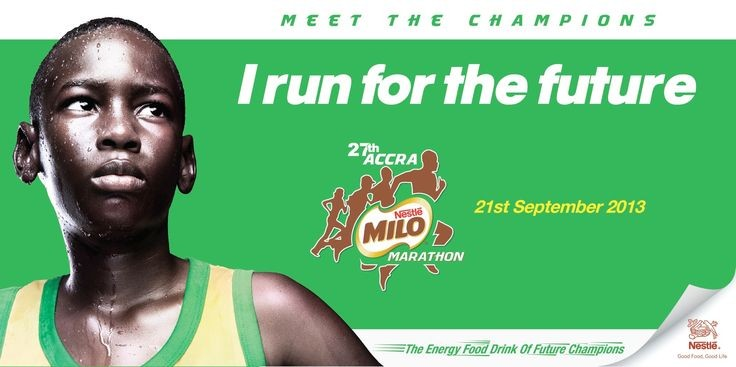 MEET THE CHAMPIONS
I run for the future
27th
ACCRA
Nestlé
MILO
MARATHON
21st September 2013
The Energy Food Drink Of Future Champions
Nestlé
Good Food, Good Life